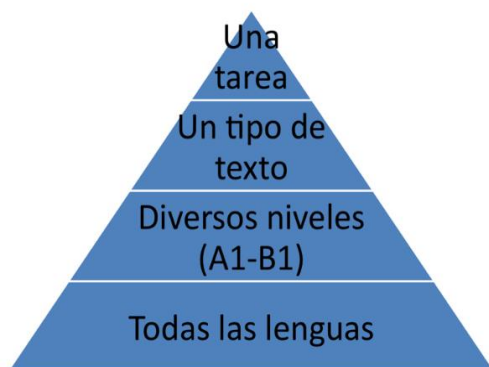 Una
tarea
Un tipo de
texto
Diversos niveles
(A1-B1)
Todas las lenguas